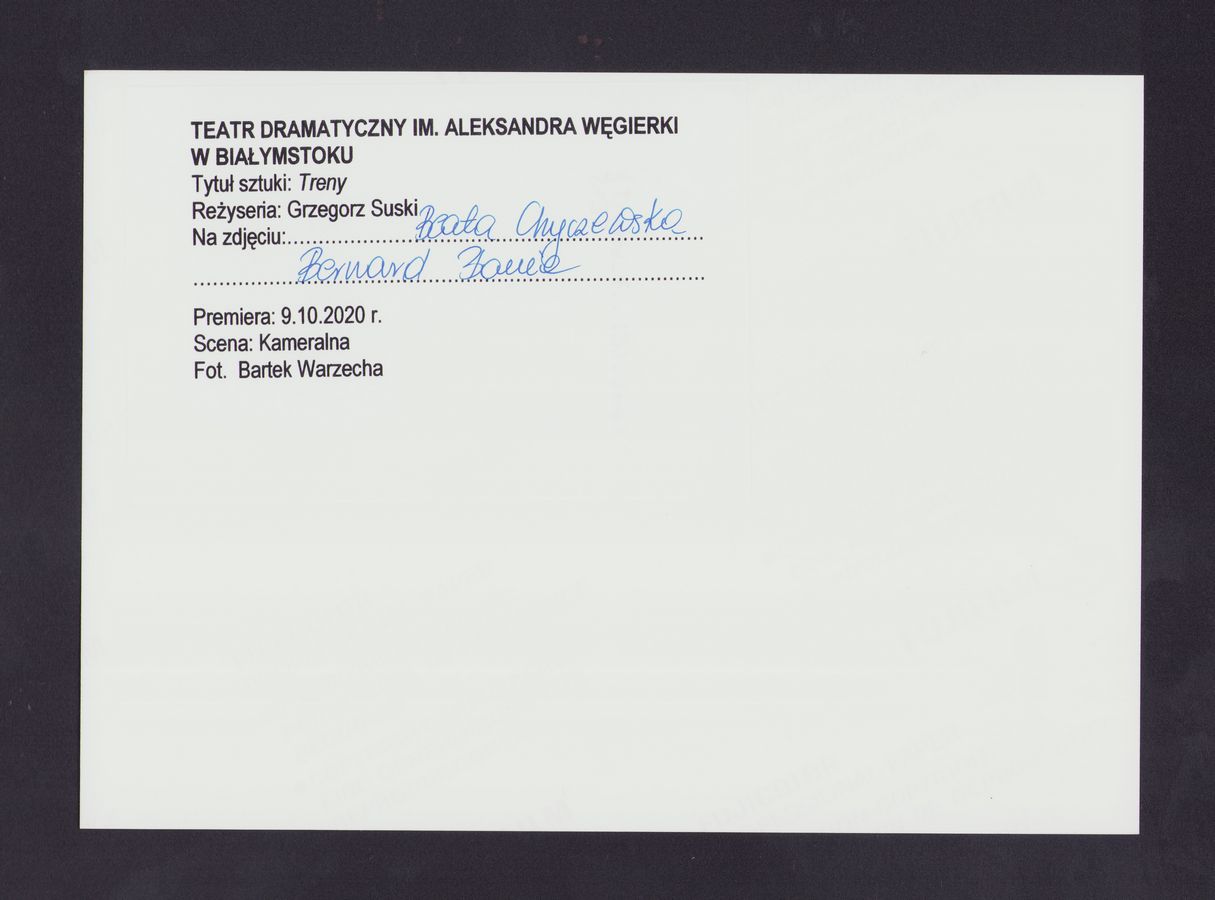 TEATR DRAMATYCZNY IM. ALEKSANDRA WĘGIERKI
W BIAŁYMSTOKU
Tytuł sztuki: Treny
Reżyseria: Grzegorz Suski
Na zdjęciu:........................ Beata Chyczewska
Bernard Bania
Premiera: 9.10.2020 r.
Scena: Kameralna
Fot. Bartek Warzecha